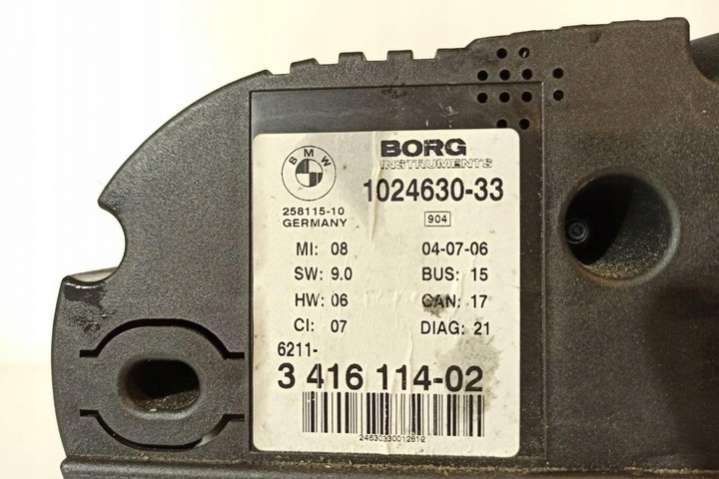 BMW
BORG
INSTRUMENTS
1024630-33
258115-10
GERMANY
904
MI: 08 04-07-06
SW: 9.0 BUS: 15
HW: 06 CAN: 17
CI: 07 DIAG: 21
6211-
3 416 114-02